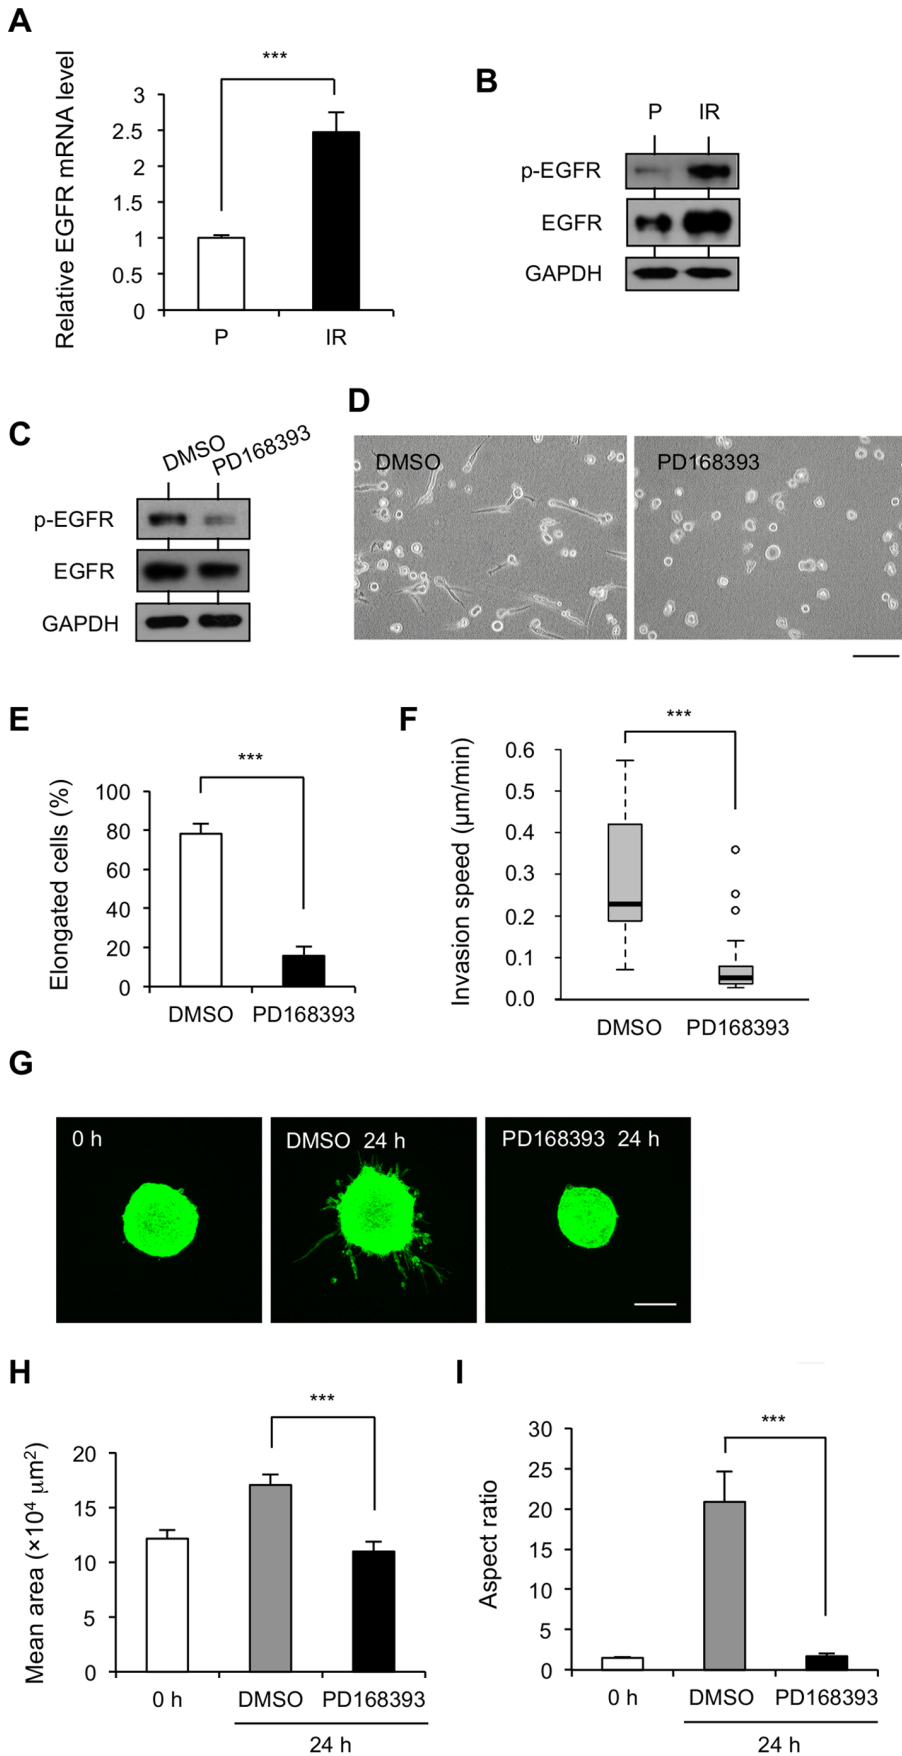 A
Relative EGFR mRNA level
***
3
2.5
2
1.5
1
0.5
0
P
IR
B
P
IR
p-EGFR
EGFR
GAPDH
C
DMSO
PD168393
p-EGFR
EGFR
GAPDH
D
DMSO
PD168393
E
Elongated cells (%)
***
100
80
60
40
20
0
DMSO
PD168393
F
Invasion speed (μm/min)
***
0.6
0.5
0.4
0.3
0.2
0.1
0.0
DMSO
PD168393
G
0 h
DMSO 24 h
PD168393 24 h
H
Mean area (×10⁴ μm²)
***
20
15
10
5
0
0 h
DMSO
PD168393
24 h
I
Aspect ratio
***
30
25
20
15
10
5
0
0 h
DMSO
PD168393
24 h